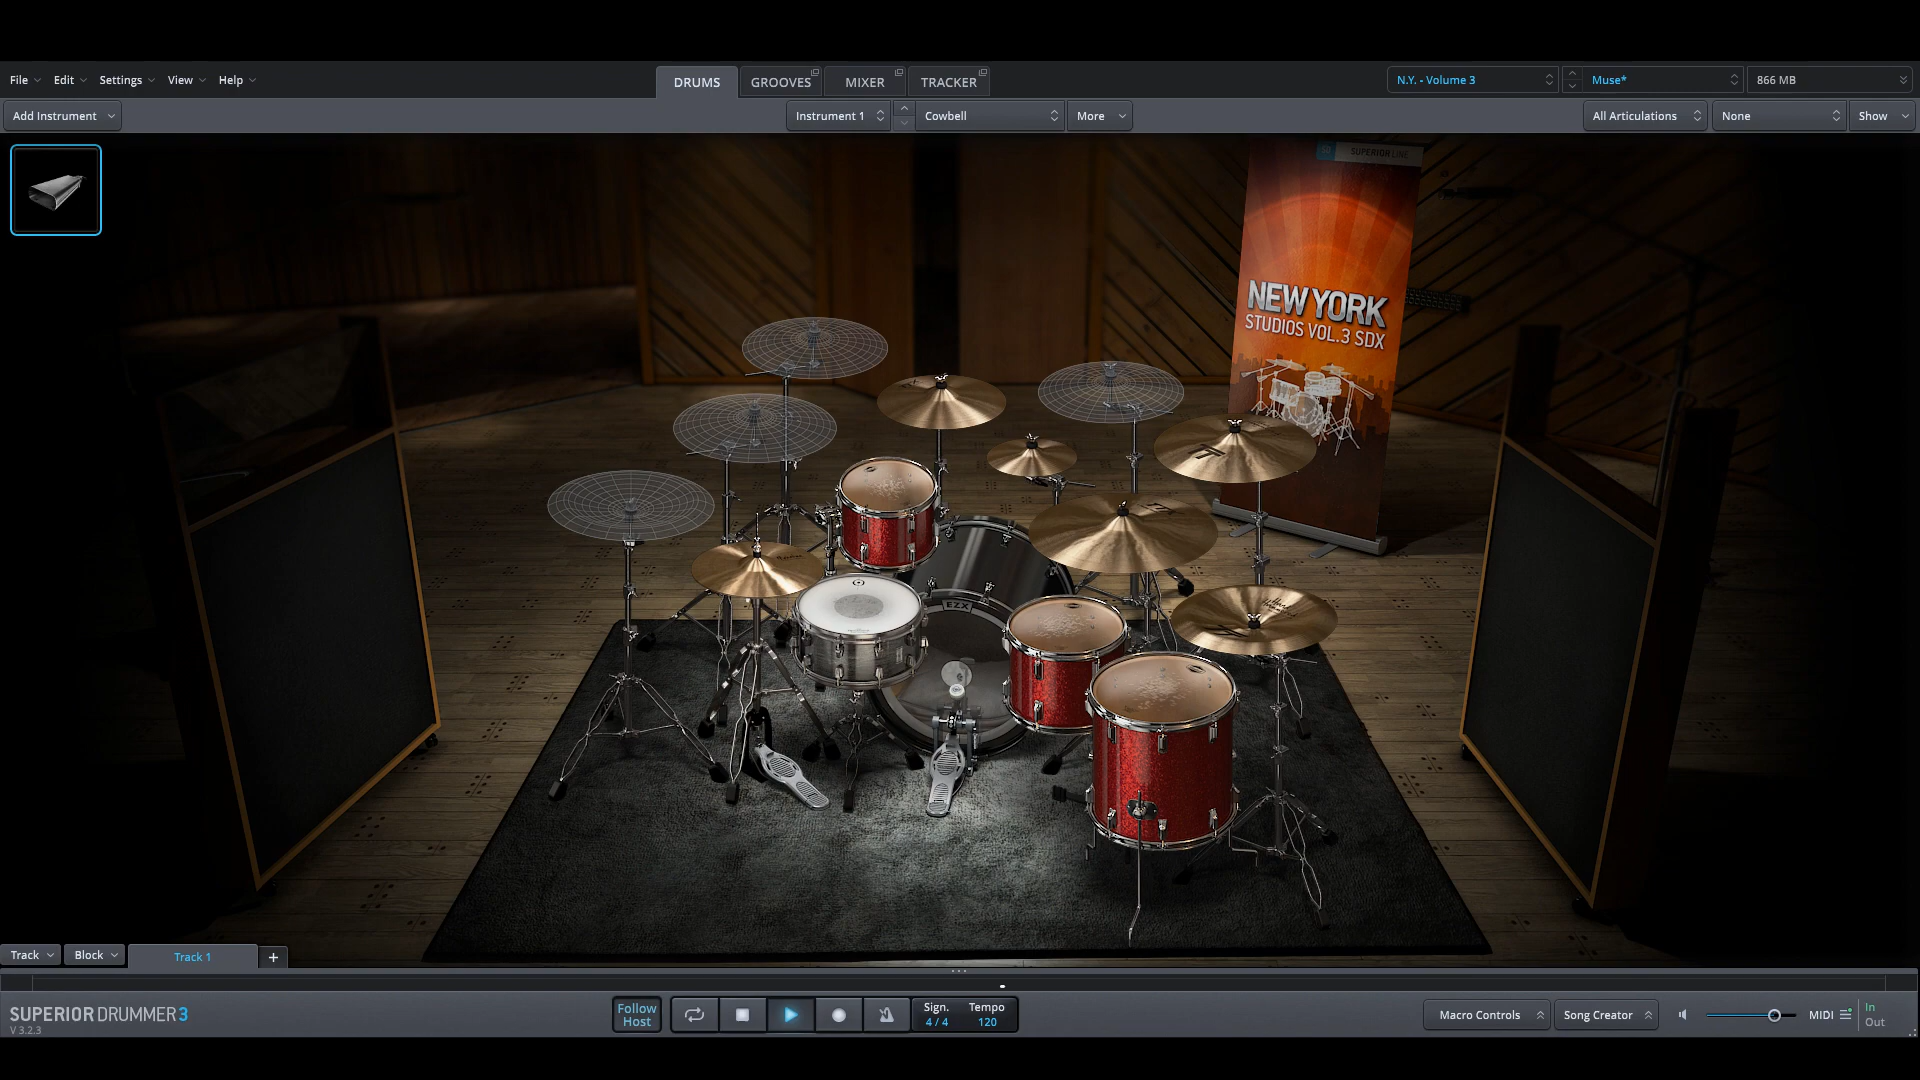 File Edit Settings View Help
DRUMS GROOVES MIXER TRACKER
N.Y. - Volume 3 Muse* 866 MB
Add Instrument
Instrument 1 Cowbell More
All Articulations None Show
SUPERIOR LINE
NEW YORK
STUDIOS VOL.3 SDX
EZX
Track Block Track 1 +
SUPERIOR DRUMMER 3
V 3.2.3
Follow
Host
Sign. Tempo
4 / 4 120
Macro Controls Song Creator MIDI
In
Out